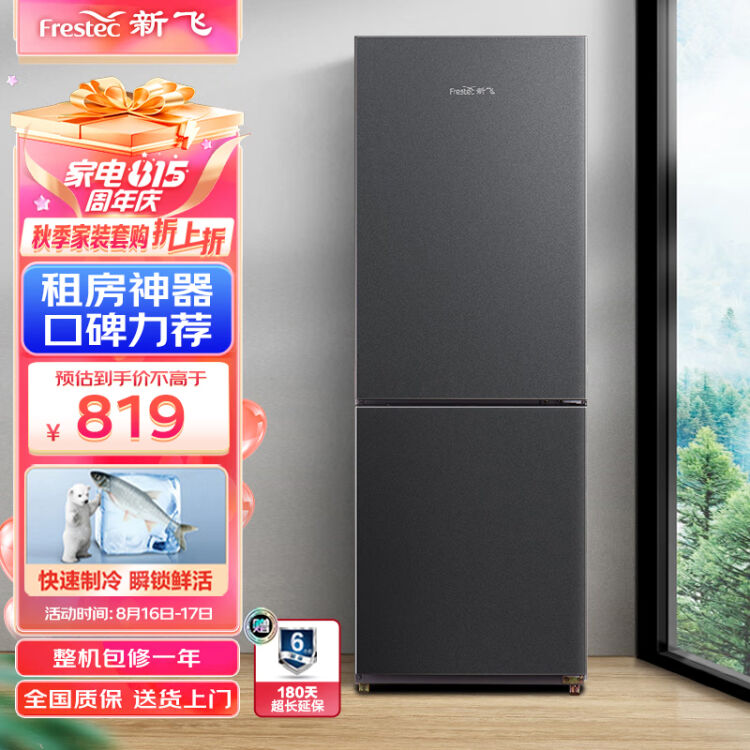 Frestec 新飞
Frestec 新飞
家电815
周年庆
秋季家装套购折上折
租房神器
口碑力荐
预估到手价不高于
¥819
快速制冷 瞬锁鲜活
活动时间:8月16日-17日
整机包修一年
全国质保 送货上门
赠
6
180天
超长延保